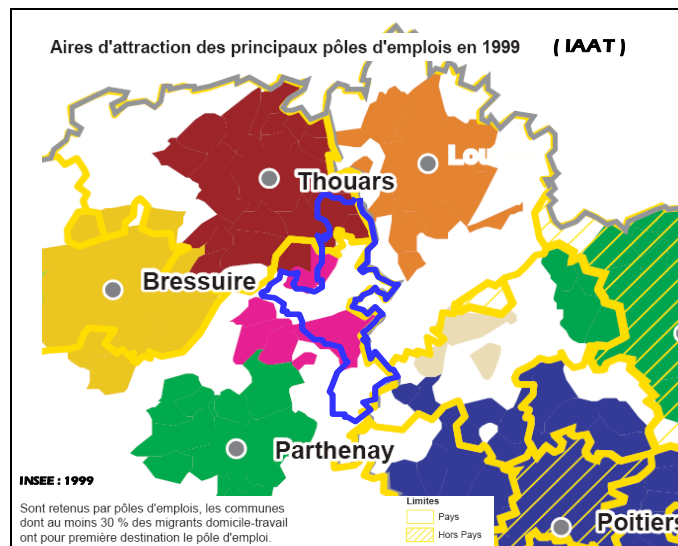 Aires d'attraction des principaux pôles d'emplois en 1999 ( IAAT )
Lou
Thouars
Bressuire
Parthenay
INSEE : 1999
Sont retenus par pôles d'emplois, les communes
dont au moins 30 % des migrants domicile-travail
ont pour première destination le pôle d'emploi.
Limites
Pays
Hors Pays
Poitiers